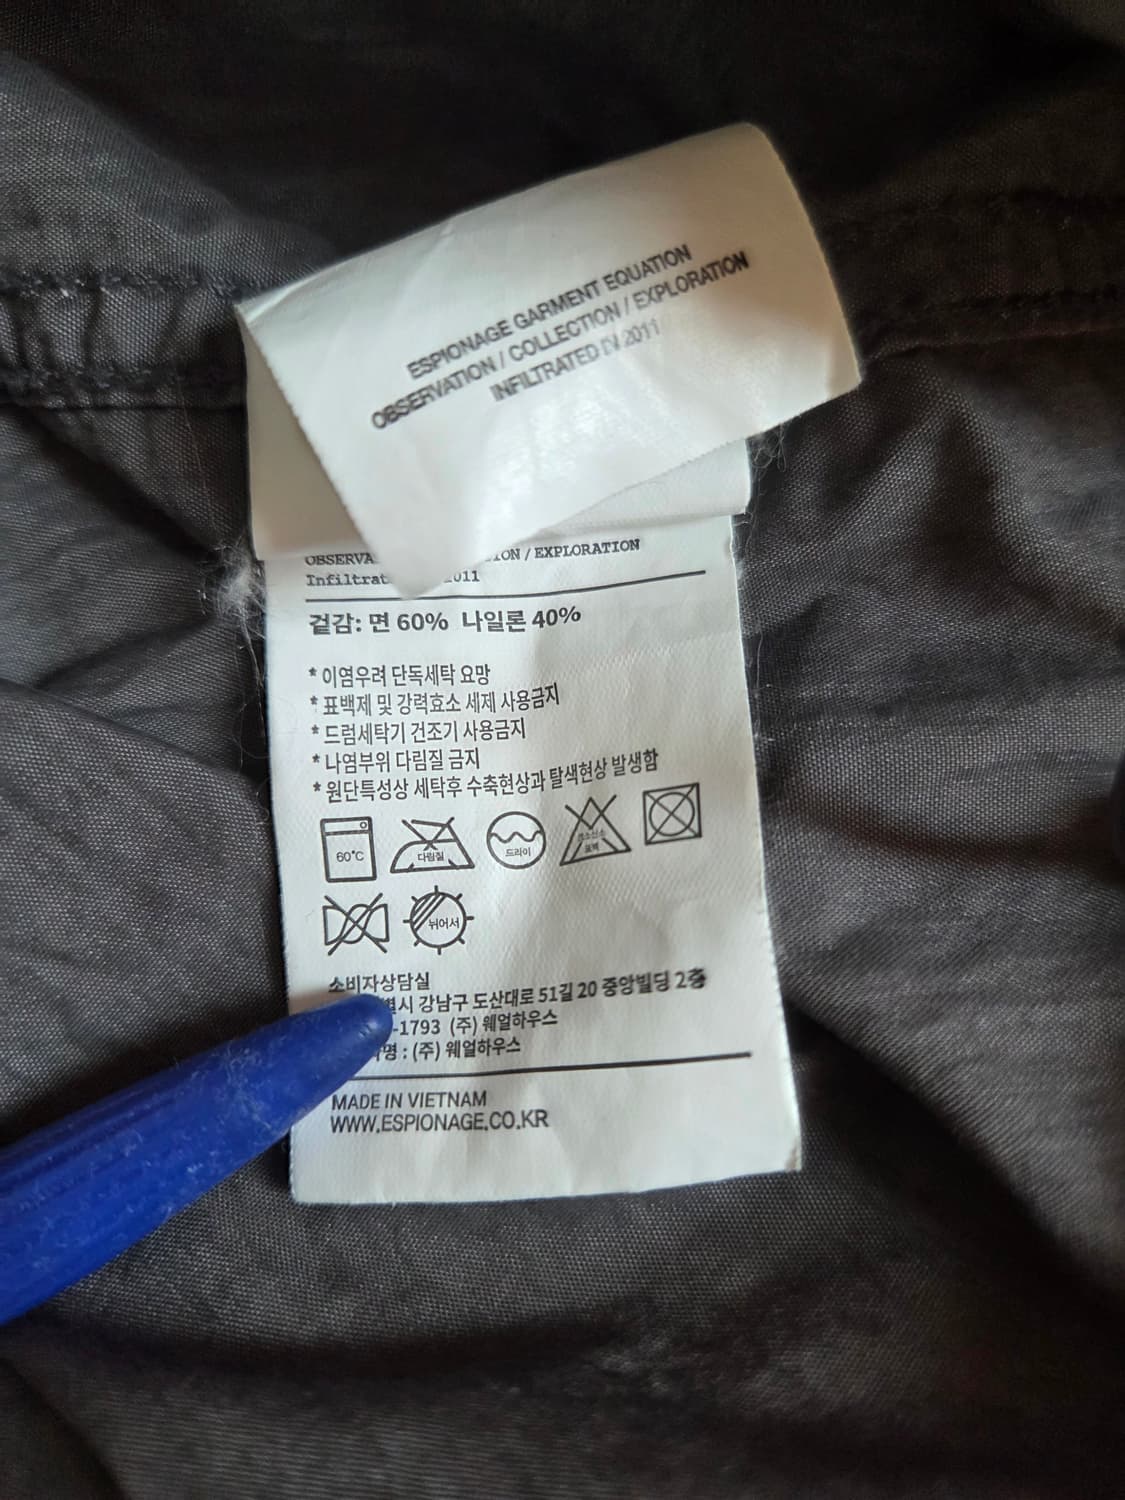 ESPIONAGE GARMENT EQUATION
OBSERVATION / COLLECTION / EXPLORATION
INFILTRATED IN 2011
/ EXPLORATION
2011
겉감: 면 60% 나일론 40%
* 이염우려 단독세탁 요망
* 표백제 및 강력효소 세제 사용금지
* 드럼세탁기 건조기 사용금지
* 나염부위 다림질 금지
* 원단특성상 세탁후 수축현상과 탈색현상 발생함
60°C
다림질
드라이
표백
뉘어서
소비자상담실
강남구 도산대로 51길 20 중앙빌딩 2층
-1793 (주) 웨얼하우스
: (주) 웨얼하우스
MADE IN VIETNAM
WWW.ESPIONAGE.CO.KR